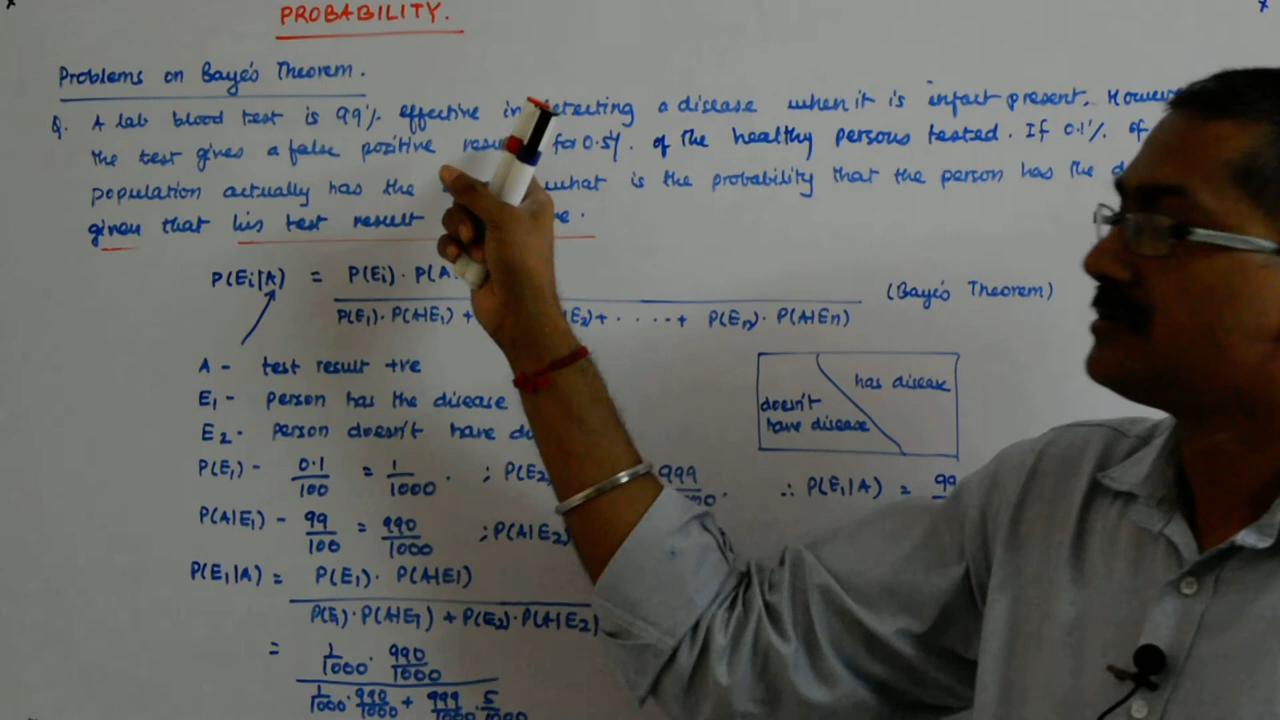 PROBABILITY.
Problems on Baye's Theorem.
Q. A lab blood test is 99% effective in detecting a disease when it is infact present. Howeve
the test gives a false positive resu for 0.5% of the healthy persons tested. If 0.1% of
population actually has the what is the probability that the person has the d
given that his test result ve.
P(Ei|A) = P(Ei). P(A
P(E1). P(A|E1) + (E2)+ . . . . .+ P(En). P(A|En)
(Baye's Theorem)
A - test result +ve
E1 - person has the disease
E2 - person doesn't have d
has disease
doesn't
have disease
P(E1) - 0.1/100 = 1/1000 . ; P(E2 999
∴ P(E1|A) = 99
P(A|E1) - 99/100 = 990/1000 ; P(A|E2)
P(E1|A) = P(E1). P(A|E1)
P(E1). P(A|E1) + P(E2). P(A|E2)
= 1/1000 . 990/1000
1/1000 . 990/1000 + 999/1000 . 5/1000